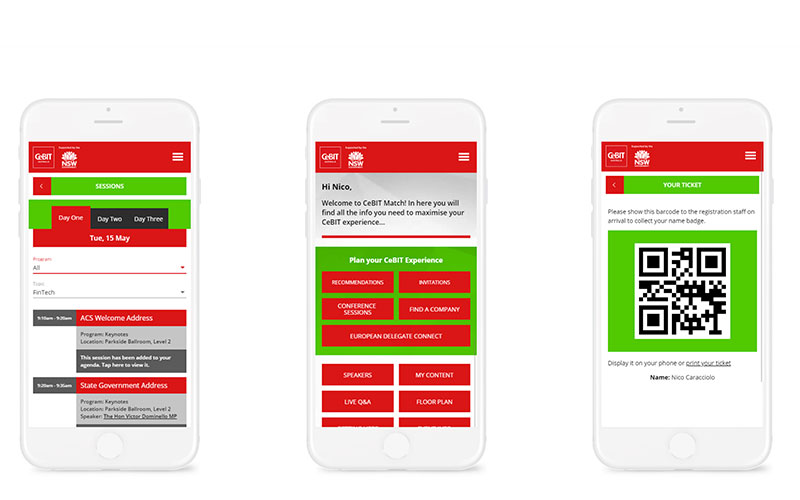 CeBIT
AUSTRALIA
Supported by the
NSW
SESSIONS
Day One
Day Two
Day Three
Tue, 15 May
Program:
All
Topic:
FinTech
9:10am - 9:20am
ACS Welcome Address
Program: Keynotes
Location: Parkside Ballroom, Level 2
This session has been added to your
agenda. Tap here to view it.
9:20am - 9:35am
State Government Address
Program: Keynotes
Location: Parkside Ballroom, Level 2
Speaker: The Hon Victor Dominello MP
CeBIT
AUSTRALIA
Supported by the
NSW
Hi Nico,
Welcome to CeBIT Match! In here you will
find all the info you need to maximise your
CeBIT experience...
Plan your CeBIT Experience
RECOMMENDATIONS
INVITATIONS
CONFERENCE
SESSIONS
FIND A COMPANY
EUROPEAN DELEGATE CONNECT
SPEAKERS
MY CONTENT
LIVE Q&A
FLOOR PLAN
CeBIT
AUSTRALIA
Supported by the
NSW
YOUR TICKET
Please show this barcode to the registration staff on
arrival to collect your name badge.
Display it on your phone or print your ticket
Name: Nico Caracciolo